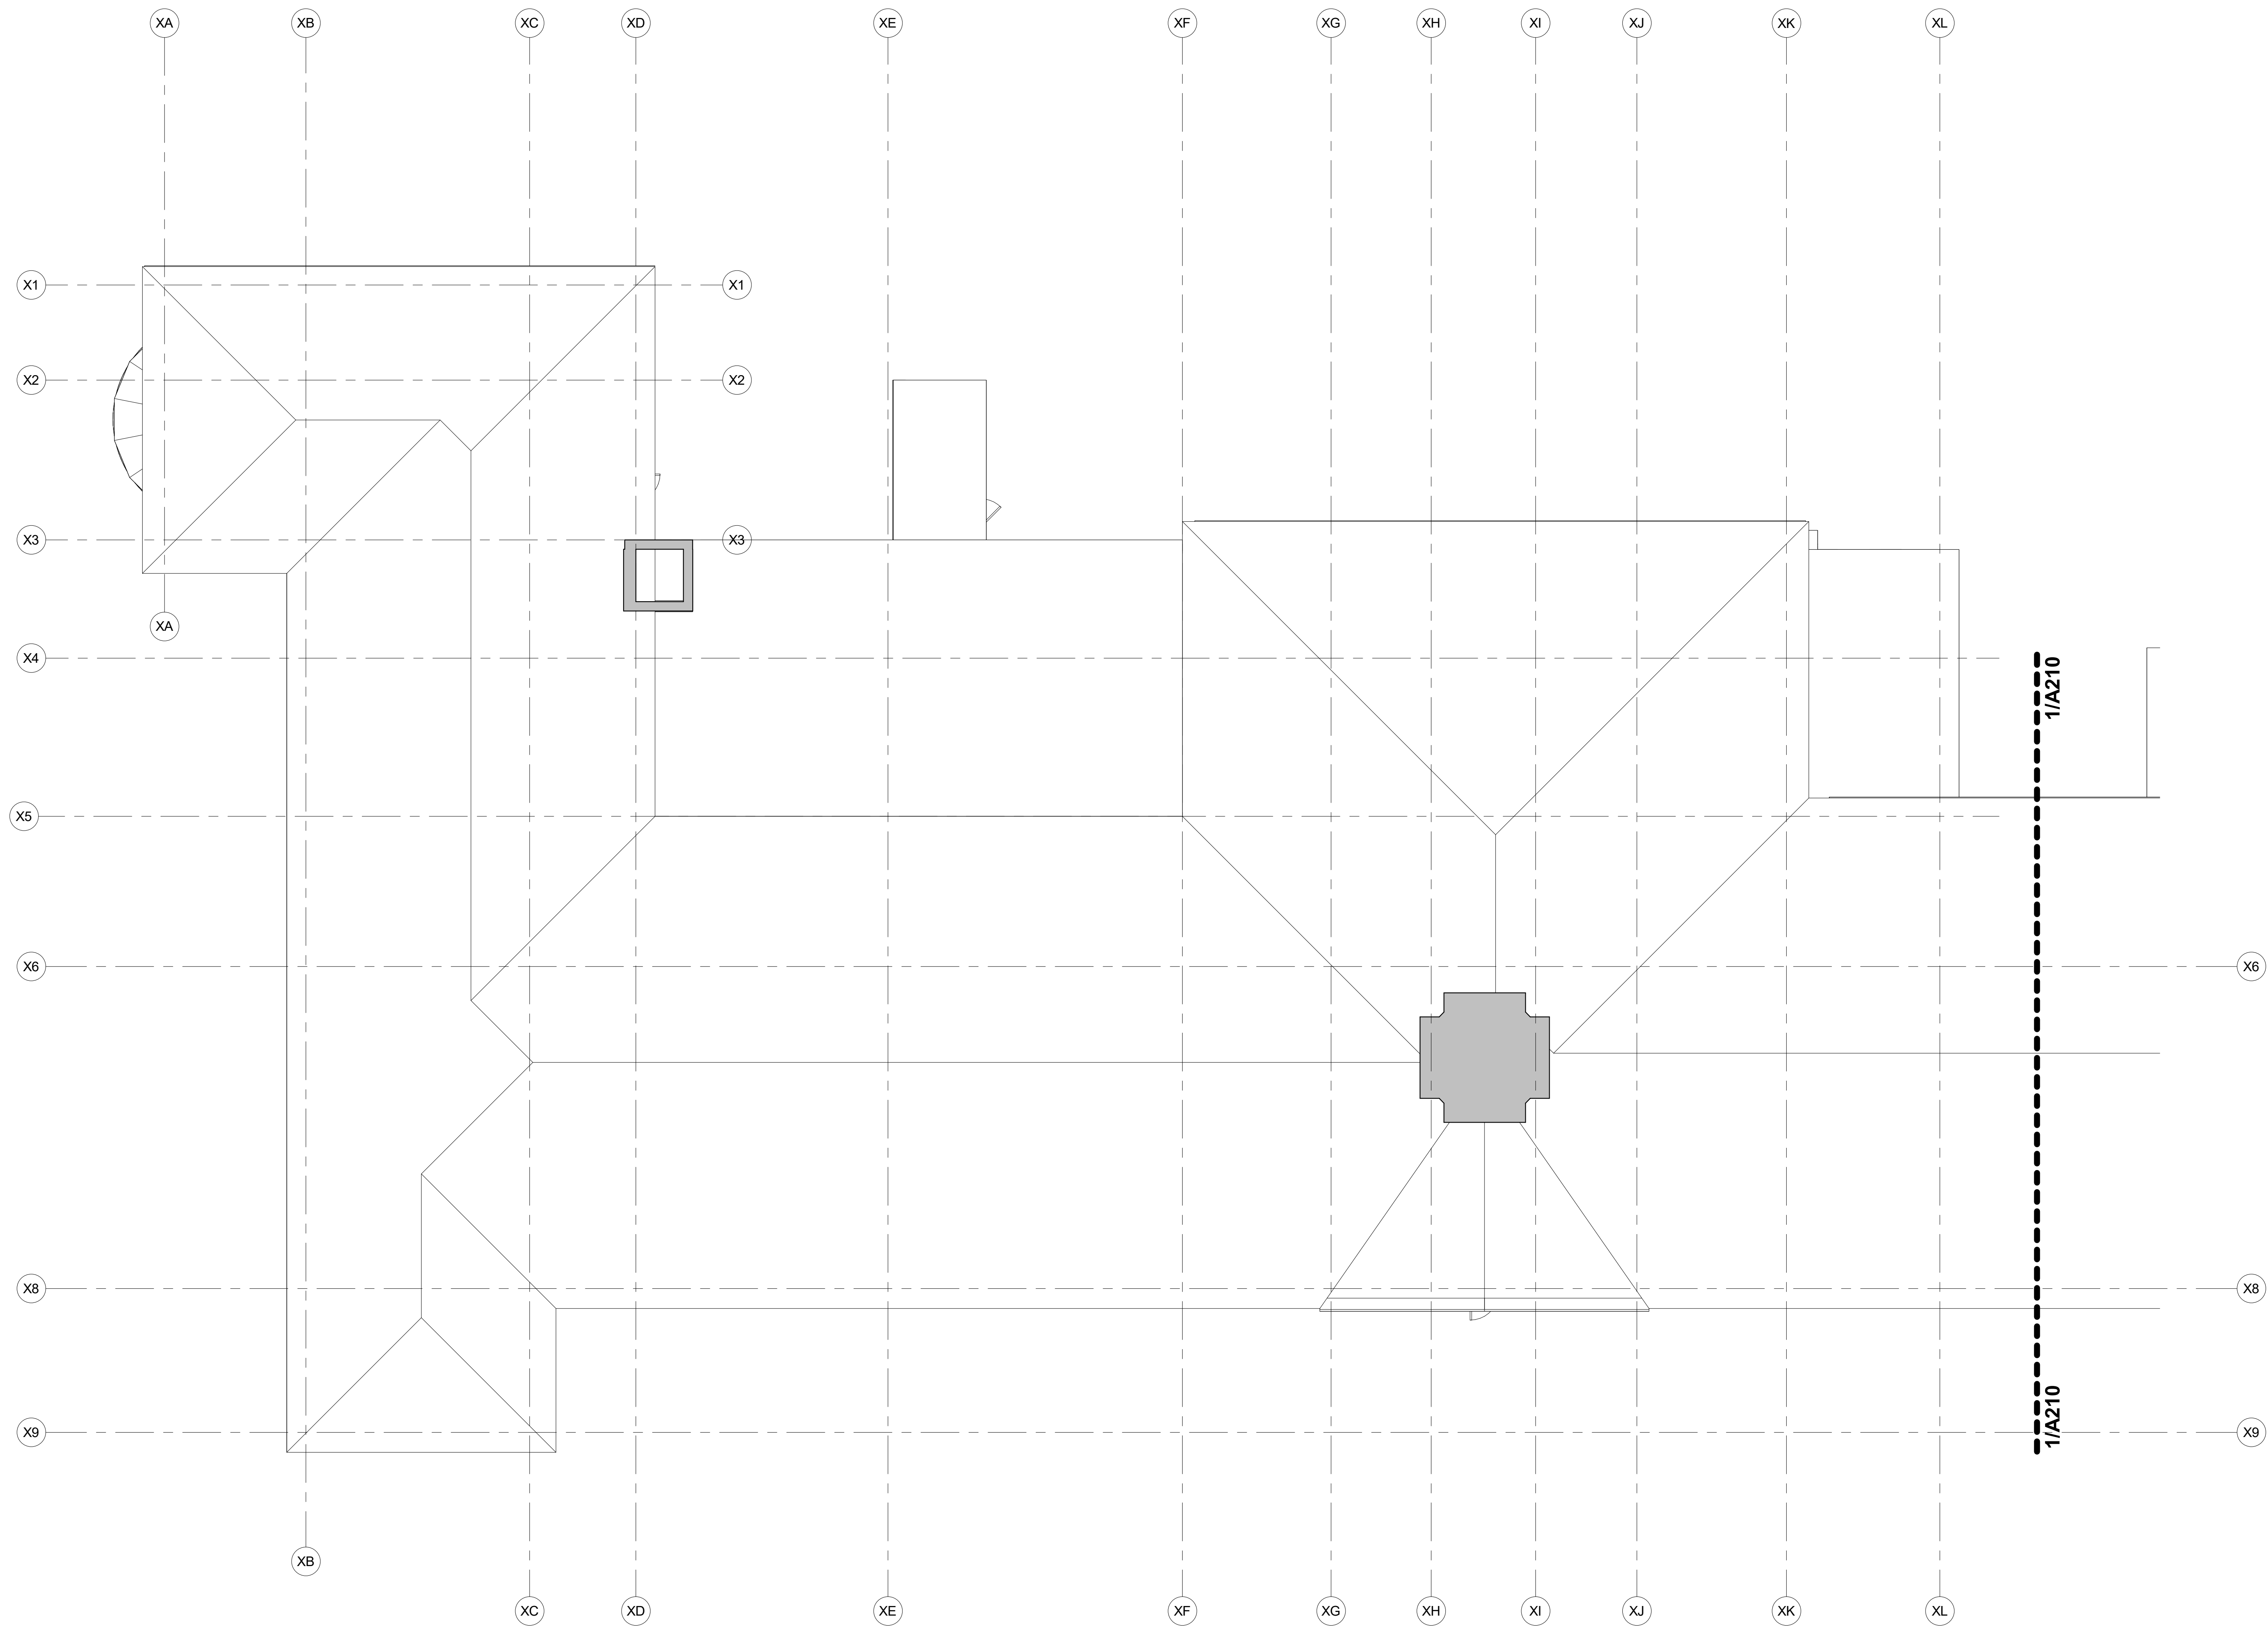 XA XB XC XD XE XF XG XH XI XJ XK XL
X1 X1
X2 X2
X3 X3
XA
X4
1/A210
X5
X6 X6
X8 X8
1/A210
X9 X9
XB
XC XD XE XF XG XH XI XJ XK XL